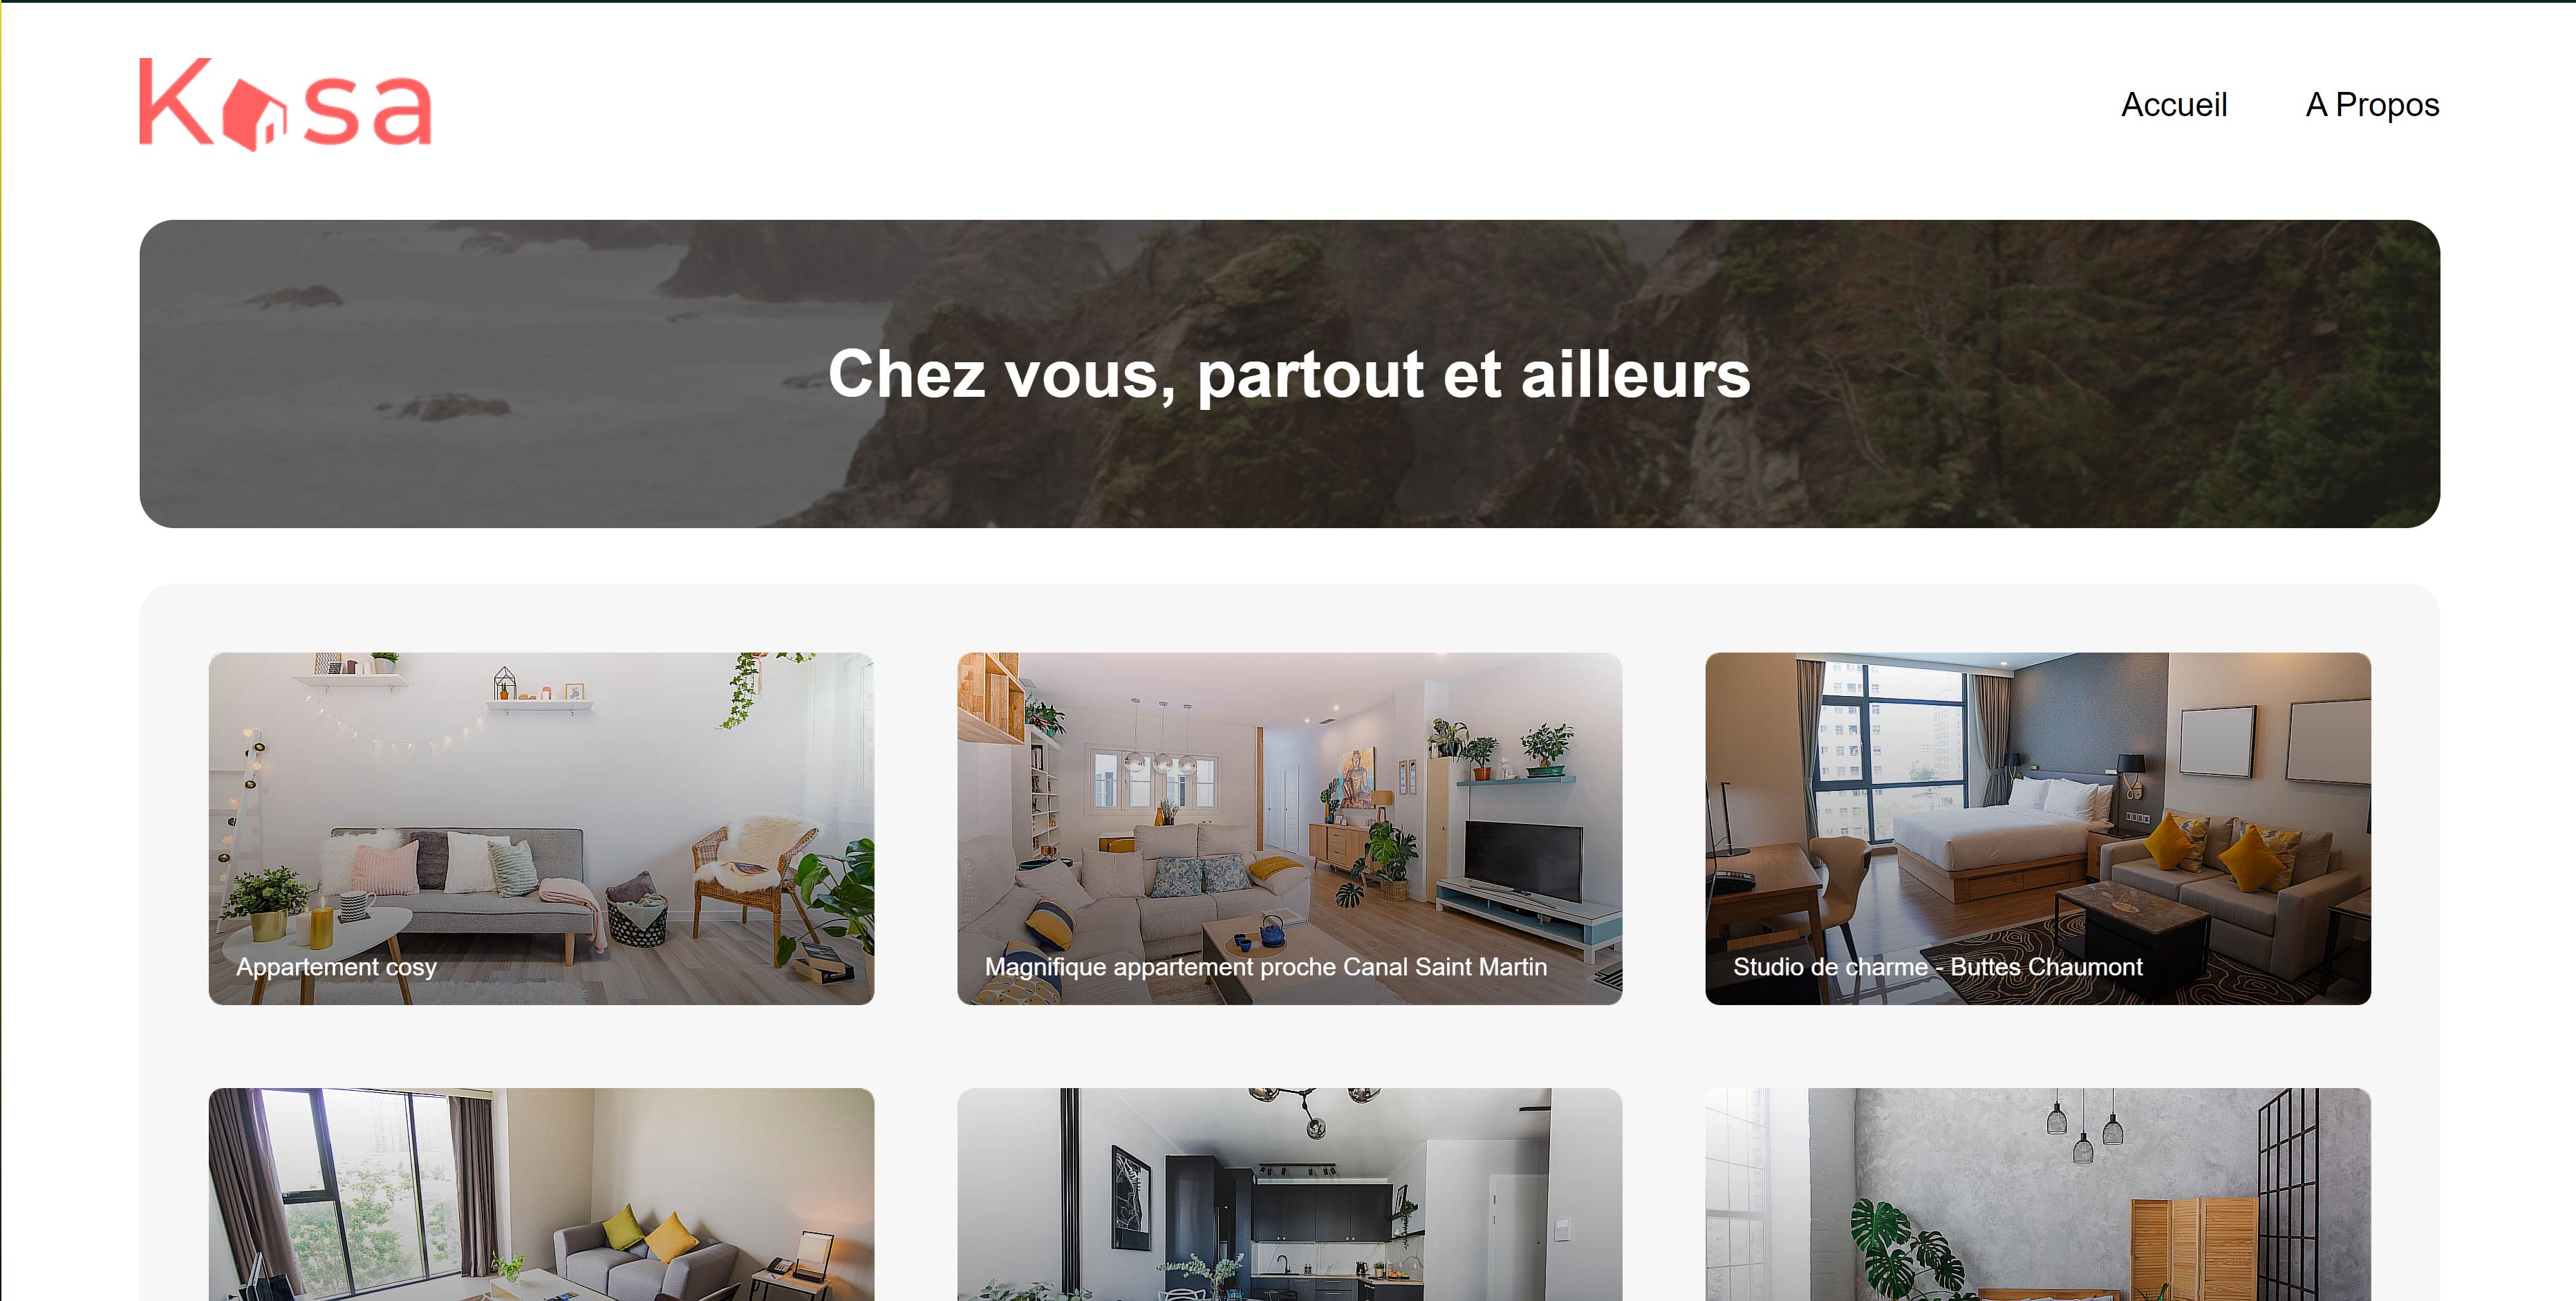 Kasa
Accueil
A Propos
Chez vous, partout et ailleurs
Appartement cosy
Magnifique appartement proche Canal Saint Martin
Studio de charme - Buttes Chaumont